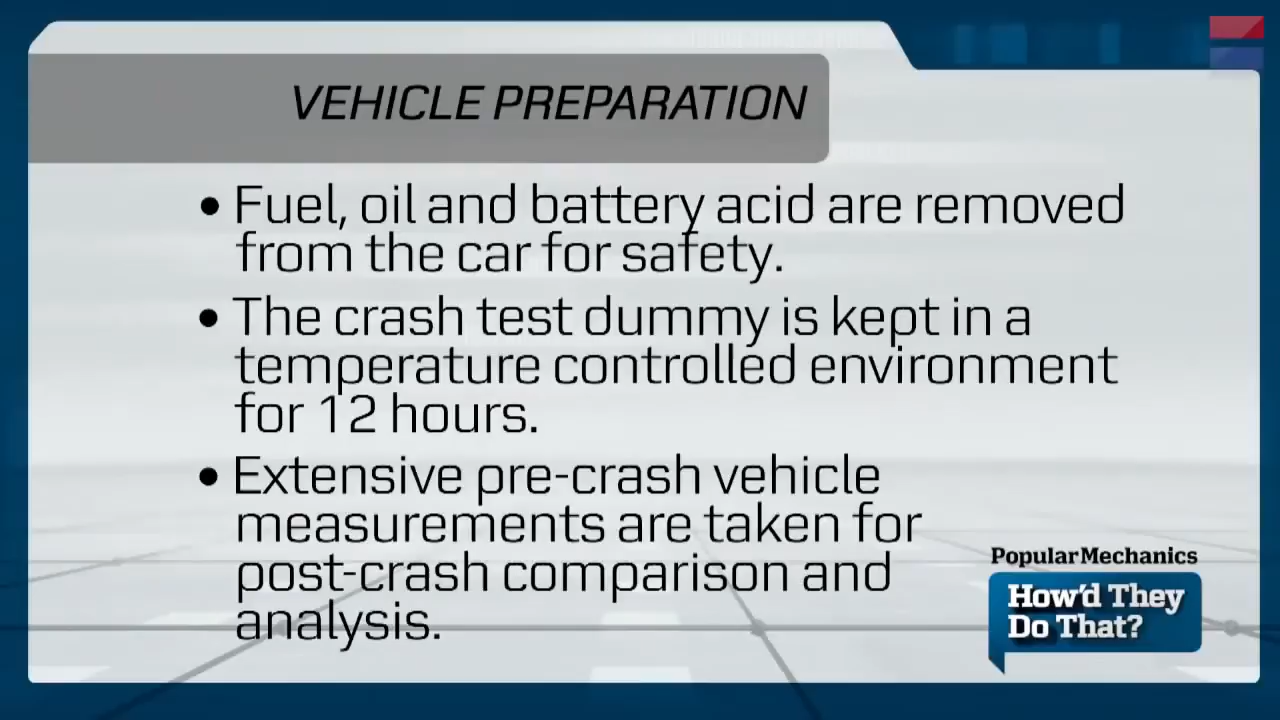 VEHICLE PREPARATION
• Fuel, oil and battery acid are removed
from the car for safety.
• The crash test dummy is kept in a
temperature controlled environment
for 12 hours.
• Extensive pre-crash vehicle
measurements are taken for
post-crash comparison and
analysis.
PopularMechanics
How'd They
Do That?